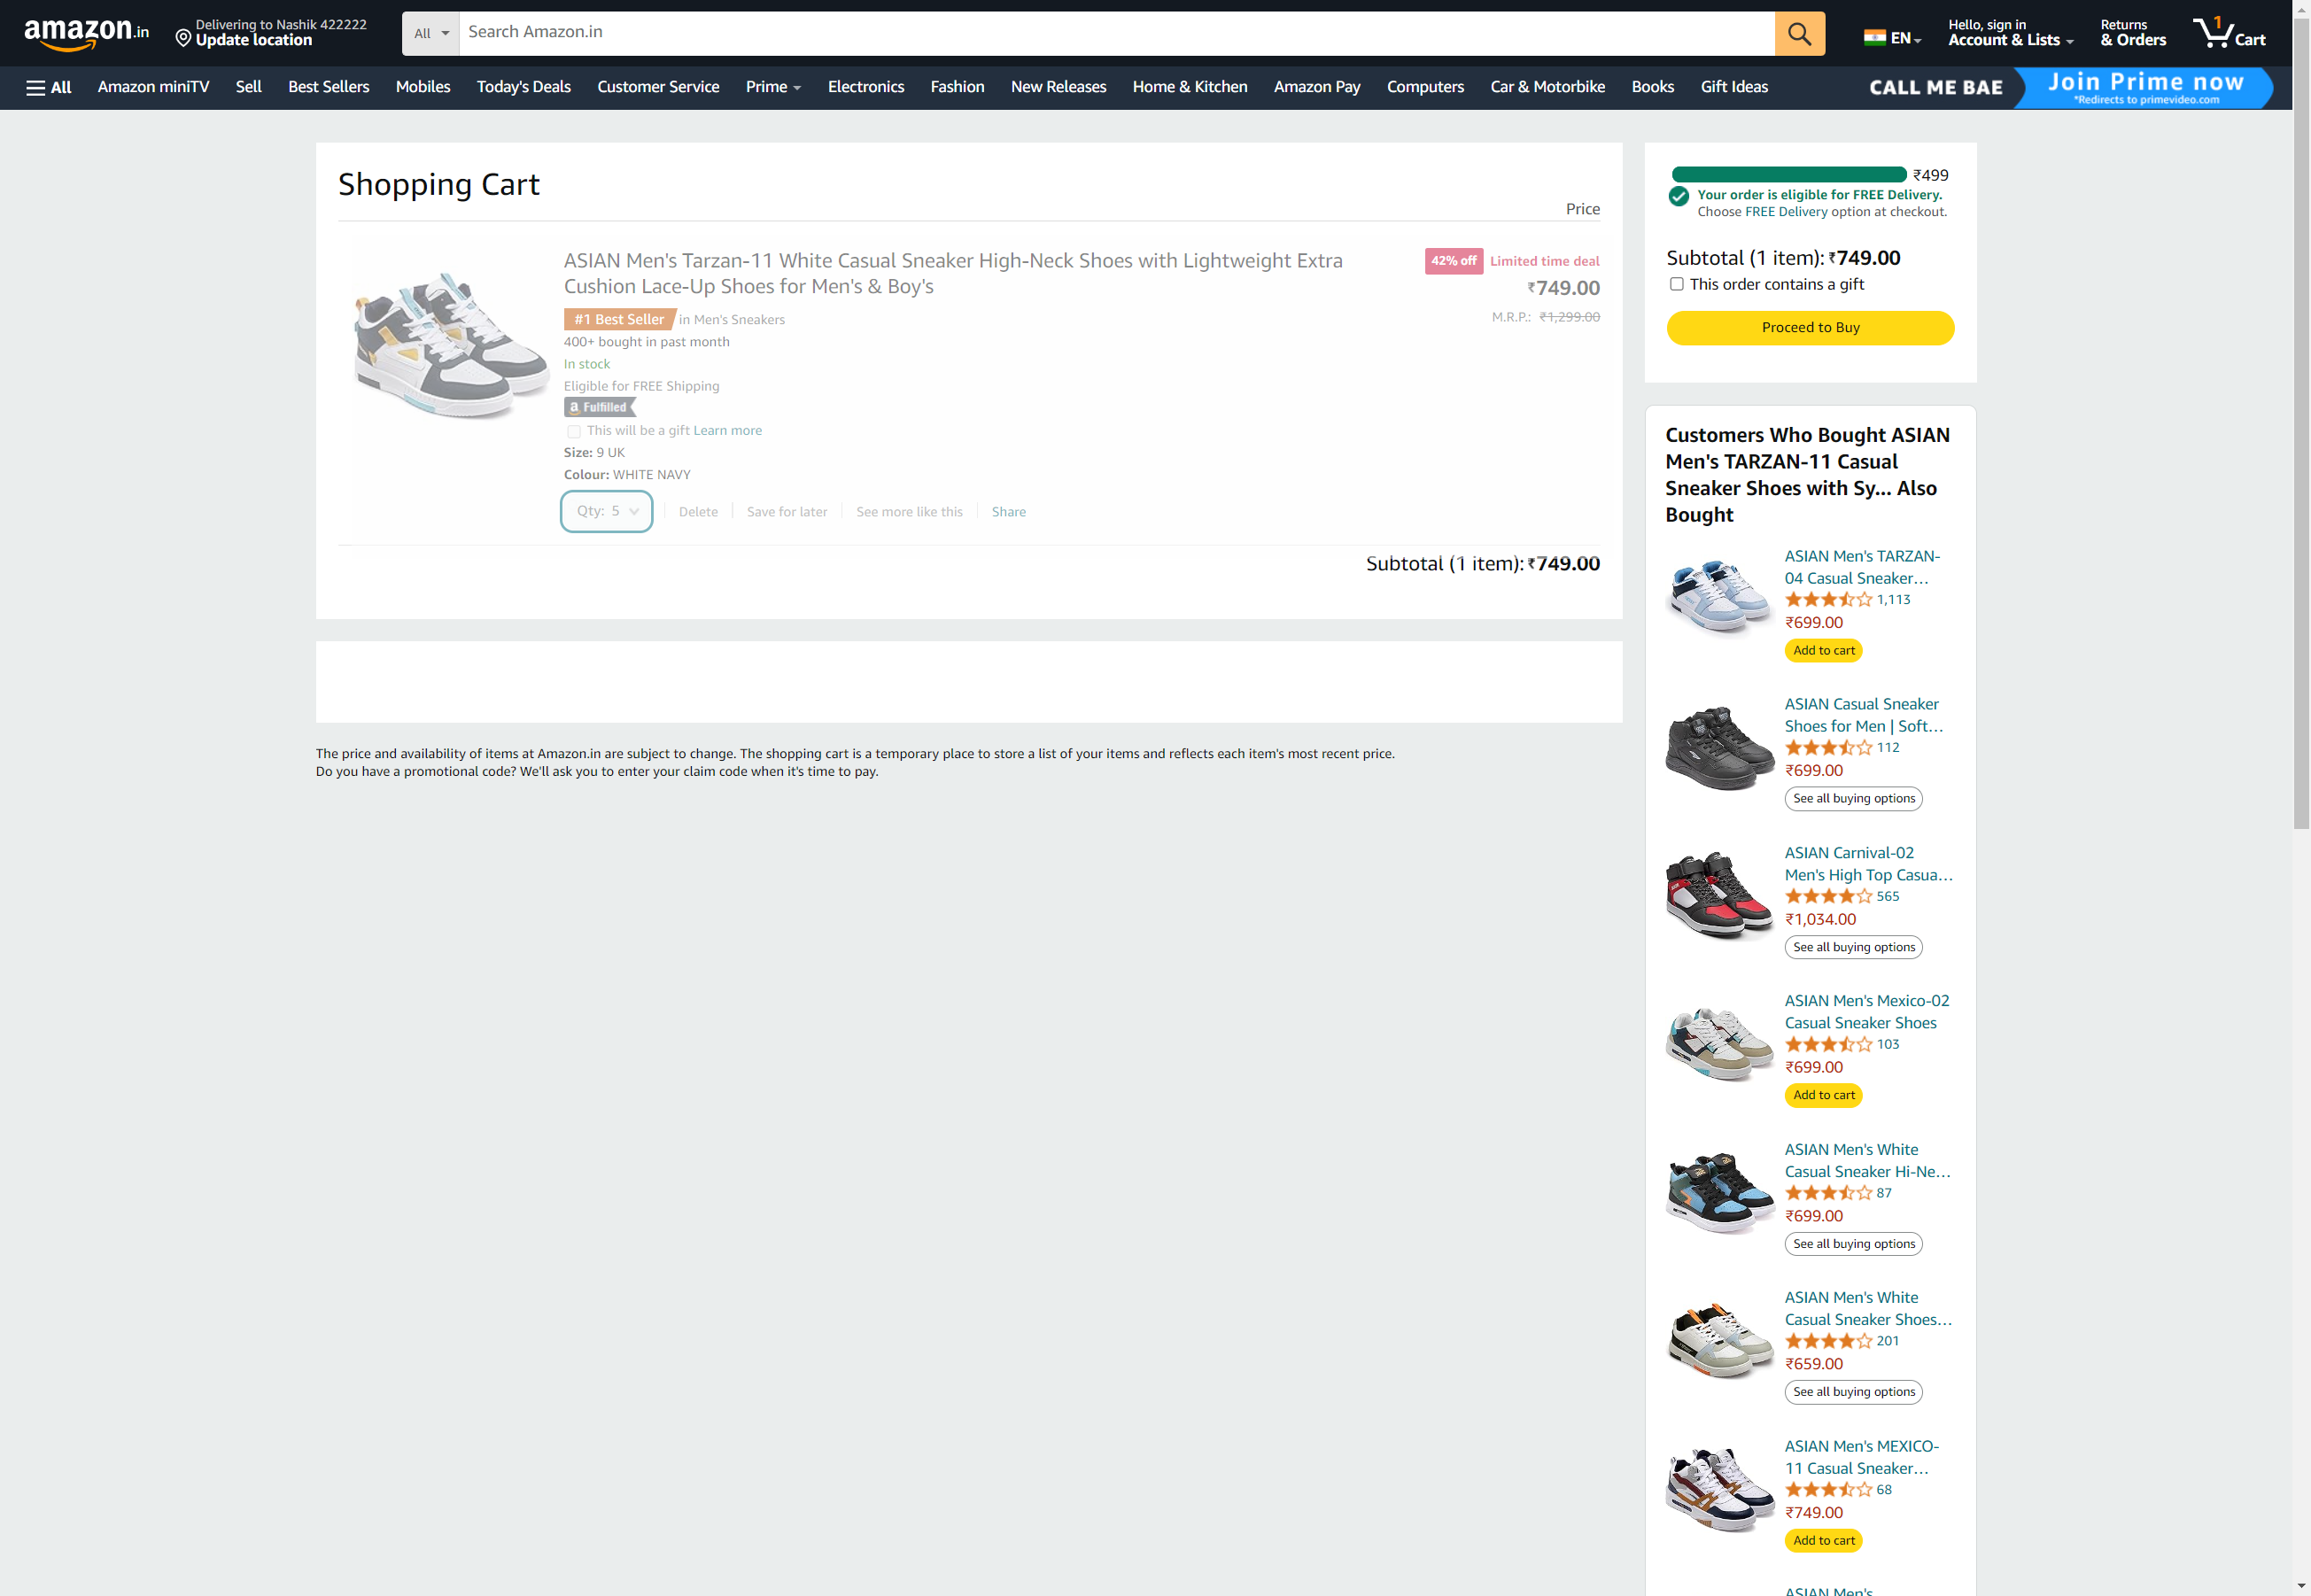 amazon.in
Delivering to Nashik 422222
Update location
All
Search Amazon.in
EN
Hello, sign in
Account & Lists
Returns
& Orders
1
Cart
All
Amazon miniTV
Sell
Best Sellers
Mobiles
Today's Deals
Customer Service
Prime
Electronics
Fashion
New Releases
Home & Kitchen
Amazon Pay
Computers
Car & Motorbike
Books
Gift Ideas
CALL ME BAE
Join Prime now
*Redirects to primevideo.com
Shopping Cart
Price
ASIAN Men's Tarzan-11 White Casual Sneaker High-Neck Shoes with Lightweight Extra
Cushion Lace-Up Shoes for Men's & Boy's
42% off Limited time deal
₹749.00
M.R.P.: ₹1,299.00
#1 Best Seller in Men's Sneakers
400+ bought in past month
In stock
Eligible for FREE Shipping
a Fulfilled
This will be a gift Learn more
Size: 9 UK
Colour: WHITE NAVY
Qty: 5
Delete
Save for later
See more like this
Share
Subtotal (1 item): ₹749.00
The price and availability of items at Amazon.in are subject to change. The shopping cart is a temporary place to store a list of your items and reflects each item's most recent price.
Do you have a promotional code? We'll ask you to enter your claim code when it's time to pay.
₹499
Your order is eligible for FREE Delivery.
Choose FREE Delivery option at checkout.
Subtotal (1 item): ₹749.00
This order contains a gift
Proceed to Buy
Customers Who Bought ASIAN
Men's TARZAN-11 Casual
Sneaker Shoes with Sy... Also
Bought
ASIAN Men's TARZAN-
04 Casual Sneaker...
1,113
₹699.00
Add to cart
ASIAN Casual Sneaker
Shoes for Men | Soft...
112
₹699.00
See all buying options
ASIAN Carnival-02
Men's High Top Casua...
565
₹1,034.00
See all buying options
ASIAN Men's Mexico-02
Casual Sneaker Shoes
103
₹699.00
Add to cart
ASIAN Men's White
Casual Sneaker Hi-Ne...
87
₹699.00
See all buying options
ASIAN Men's White
Casual Sneaker Shoes...
201
₹659.00
See all buying options
ASIAN Men's MEXICO-
11 Casual Sneaker...
68
₹749.00
Add to cart
ASIAN Men's